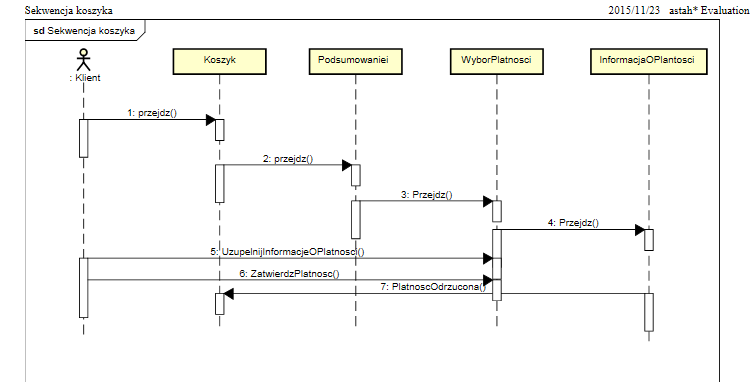 Sekwencja koszyka 2015/11/23 astah* Evaluation
sd Sekwencja koszyka
: Klient
Koszyk
Podsumowaniei
WyborPlatnosci
InformacjaOPlantosci
1: przejdz()
2: przejdz()
3: Przejdz()
4: Przejdz()
5: UzupelnijInformacjeOPlatnosc()
6: ZatwierdzPlatnosc()
7: PlatnoscOdrzucona()